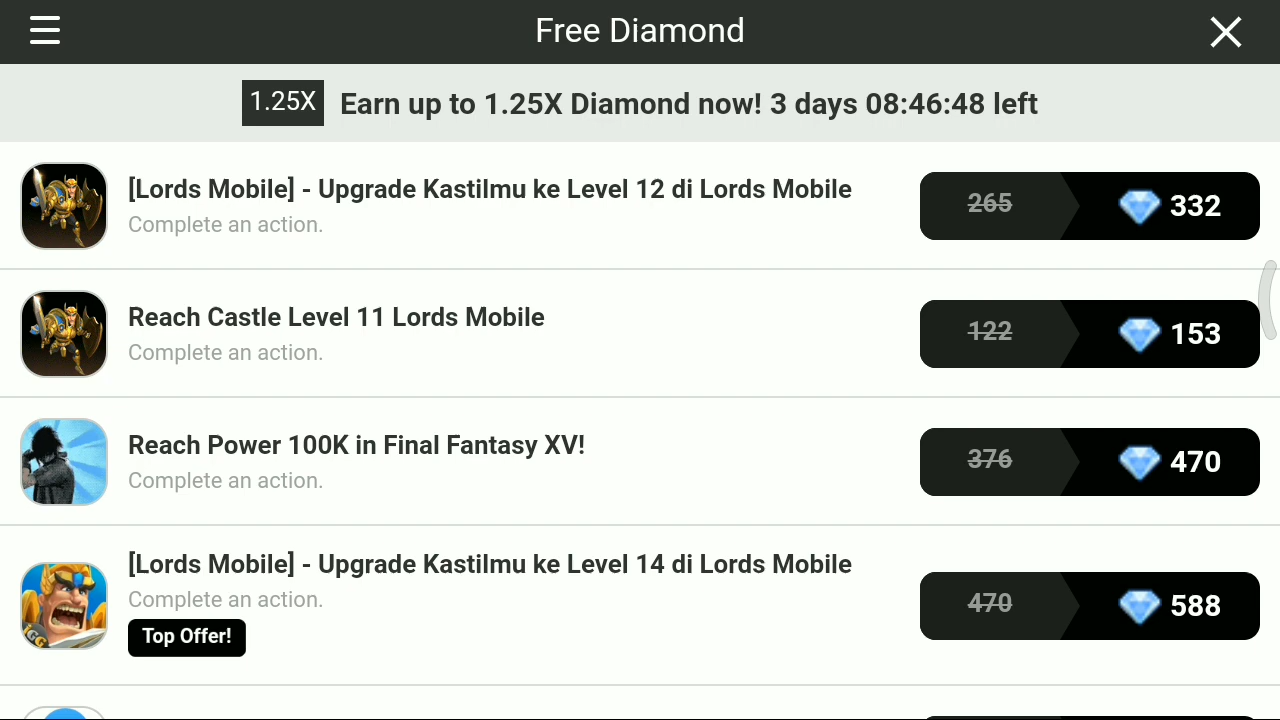 Free Diamond
1.25X Earn up to 1.25X Diamond now! 3 days 08:46:48 left
[Lords Mobile] - Upgrade Kastilmu ke Level 12 di Lords Mobile
Complete an action.
265 332
Reach Castle Level 11 Lords Mobile
Complete an action.
122 153
Reach Power 100K in Final Fantasy XV!
Complete an action.
376 470
[Lords Mobile] - Upgrade Kastilmu ke Level 14 di Lords Mobile
Complete an action.
Top Offer!
470 588
IGG